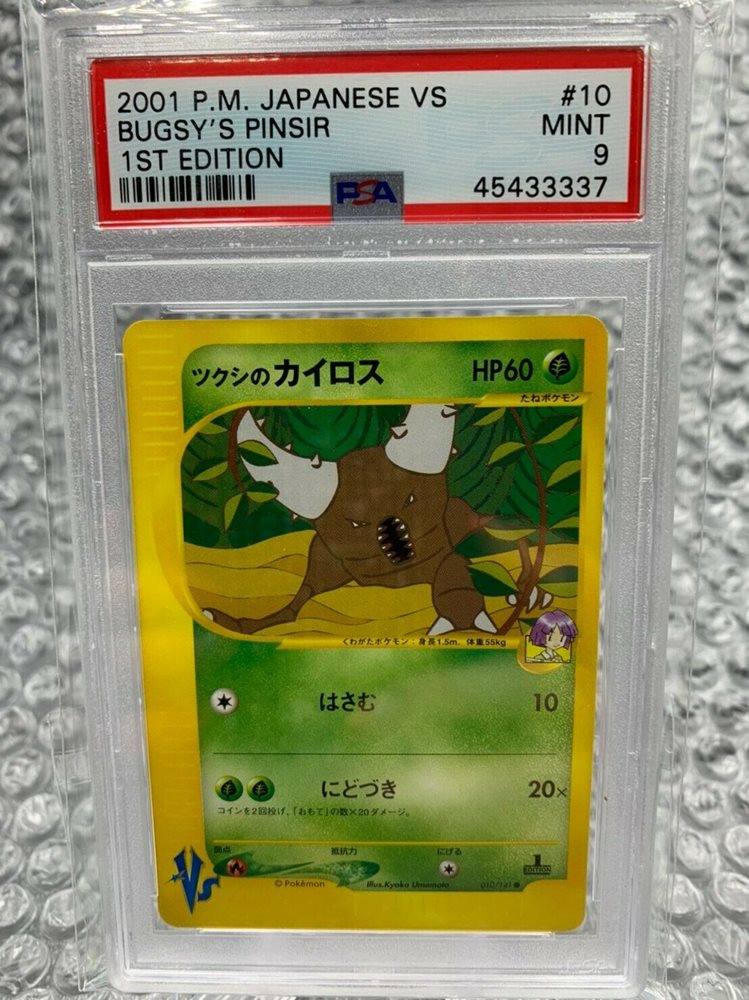 2001 P.M. JAPANESE VS #10
BUGSY'S PINSIR MINT
1ST EDITION 9
PSA 45433337
ツクシのカイロス HP60
たねポケモン
くわがたポケモン：身長1.5m, 体重55kg
はさむ 10
にどづき 20×
コインを2回投げ、「おもて」の数×20ダメージ。
弱点 抵抗力 にげる
1
EDITION
VS
©Pokémon Illus.Kyoko Umemoto 010/141